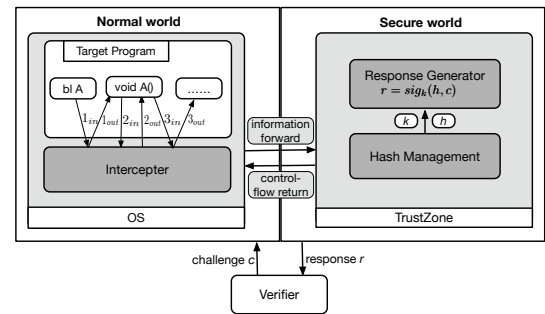 Normal world
Secure world
Target Program
bl A
void A()
......
1in
1out
2in
2out
3in
3out
Intercepter
OS
information
forward
control-
flow return
Response Generator
r = sigk(h, c)
k
h
Hash Management
TrustZone
challenge c
response r
Verifier